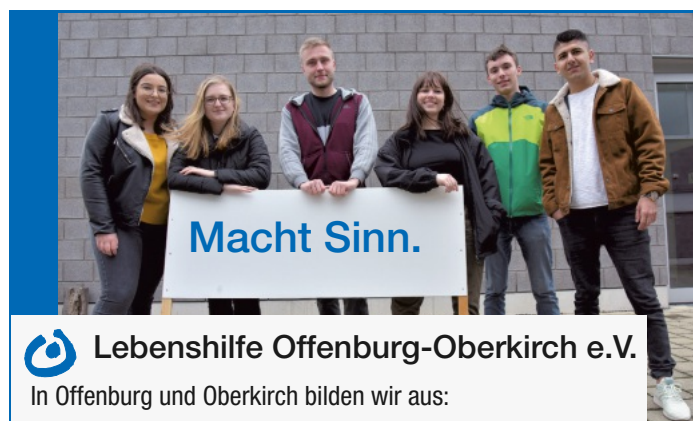 Macht Sinn.
Lebenshilfe Offenburg-Oberkirch e.V.
In Offenburg und Oberkirch bilden wir aus: